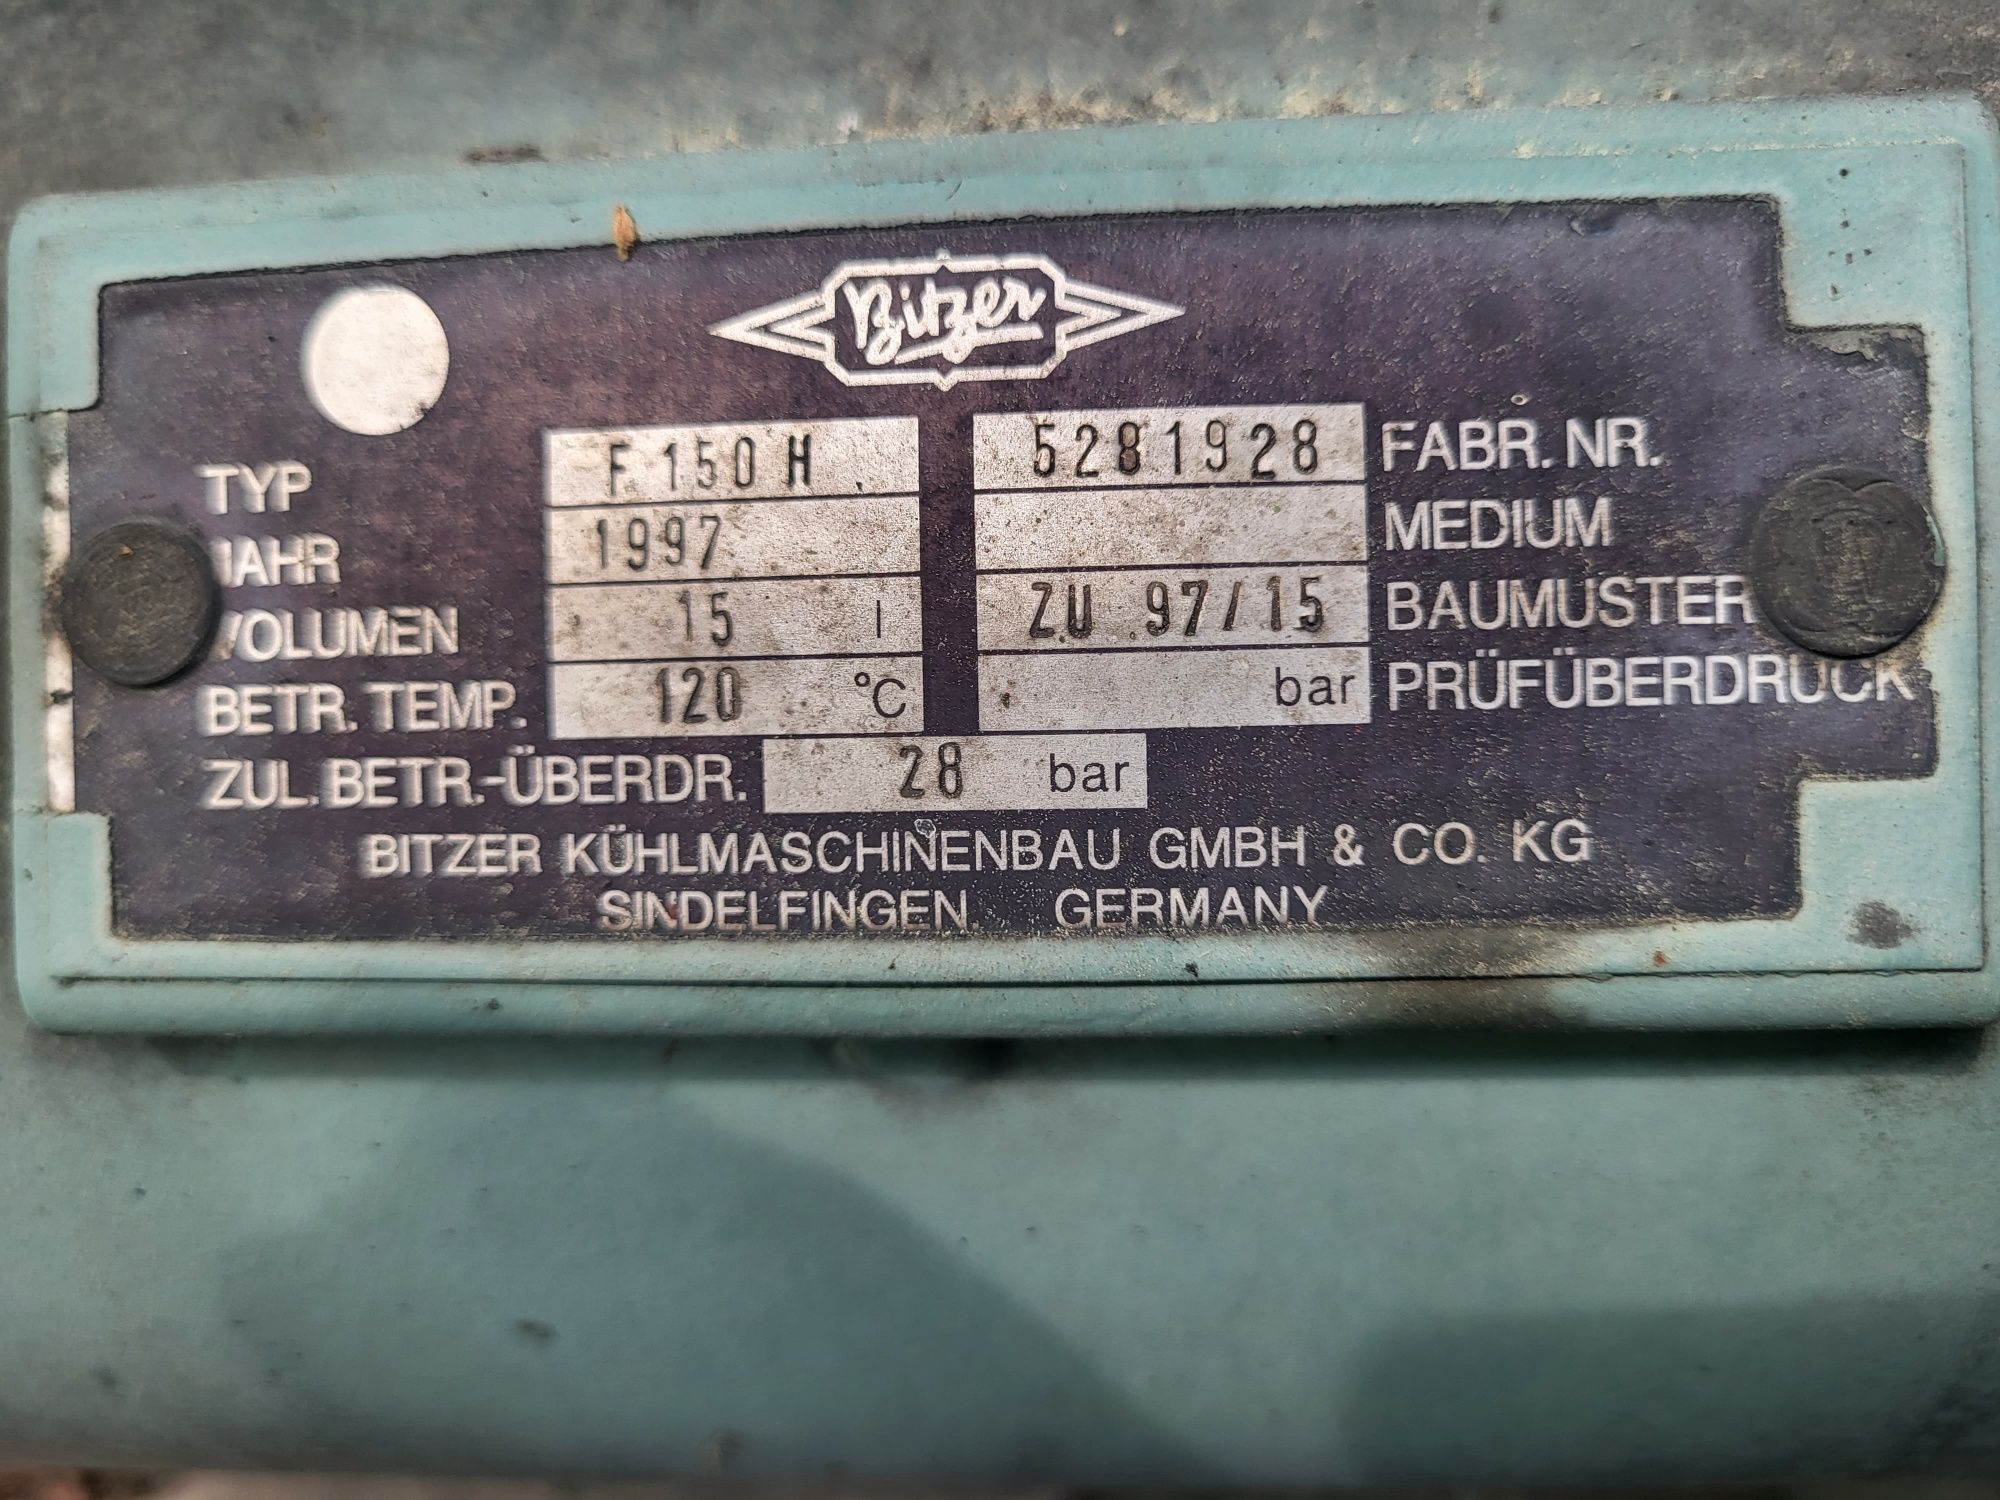 Bitzer
TYP F 150 H 5281928 FABR. NR.
JAHR 1997 MEDIUM
VOLUMEN 15 l ZU 97/15 BAUMUSTER
BETR. TEMP. 120 °C bar PRÜFÜBERDRUCK
ZUL. BETR.-ÜBERDR. 28 bar
BITZER KÜHLMASCHINENBAU GMBH & CO. KG
SINDELFINGEN. GERMANY